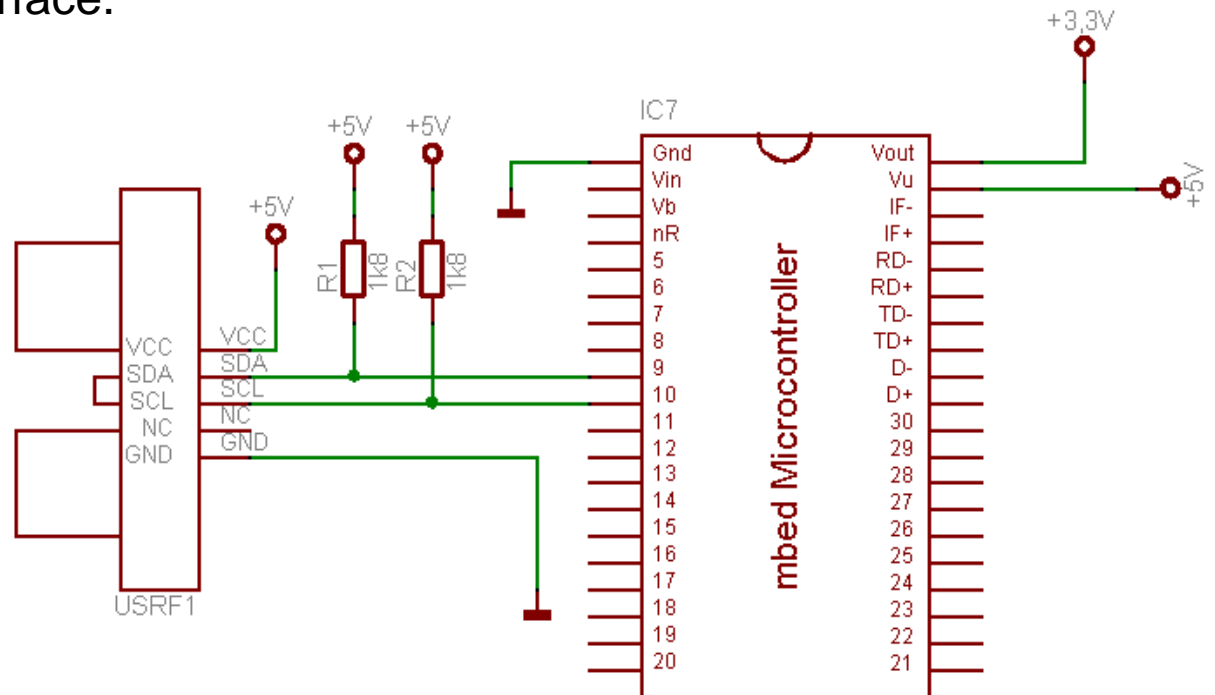 rface:
+3,3V
IC7
+5V +5V
+5V
+5V
R1 1k8 R2 1k8
VCC
SDA
SCL
NC
GND
VCC
SDA
SCL
NC
GND
USRF1
mbed Microcontroller
Gnd Vout
Vin Vu
Vb IF-
nR IF+
5 RD-
6 RD+
7 TD-
8 TD+
9 D-
10 D+
11 30
12 29
13 28
14 27
15 26
16 25
17 24
18 23
19 22
20 21